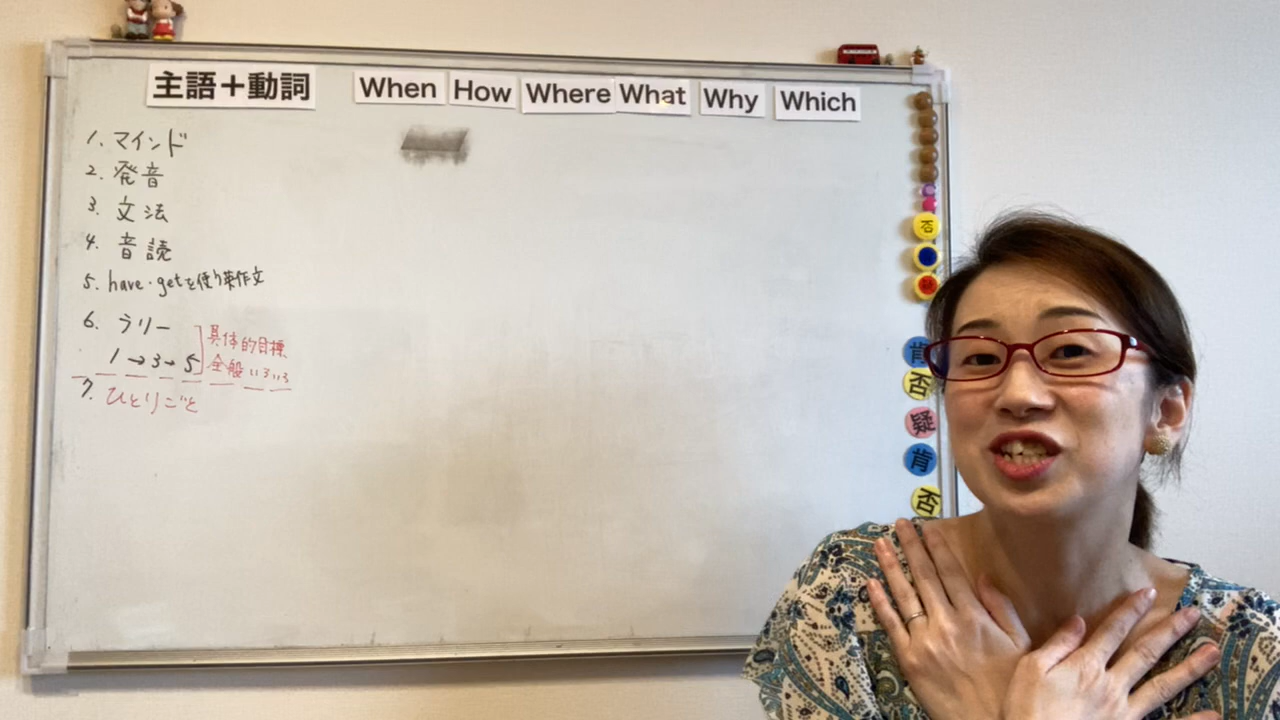 主語＋動詞 When How Where What Why Which
1. マインド
2. 発音
3. 文法
4. 音読
5. have・getを使う英作文
6. ラリー
1→3→5
具体的目標
全般 いろいろ
7. ひとりごと
否
肯
否
疑
肯
否